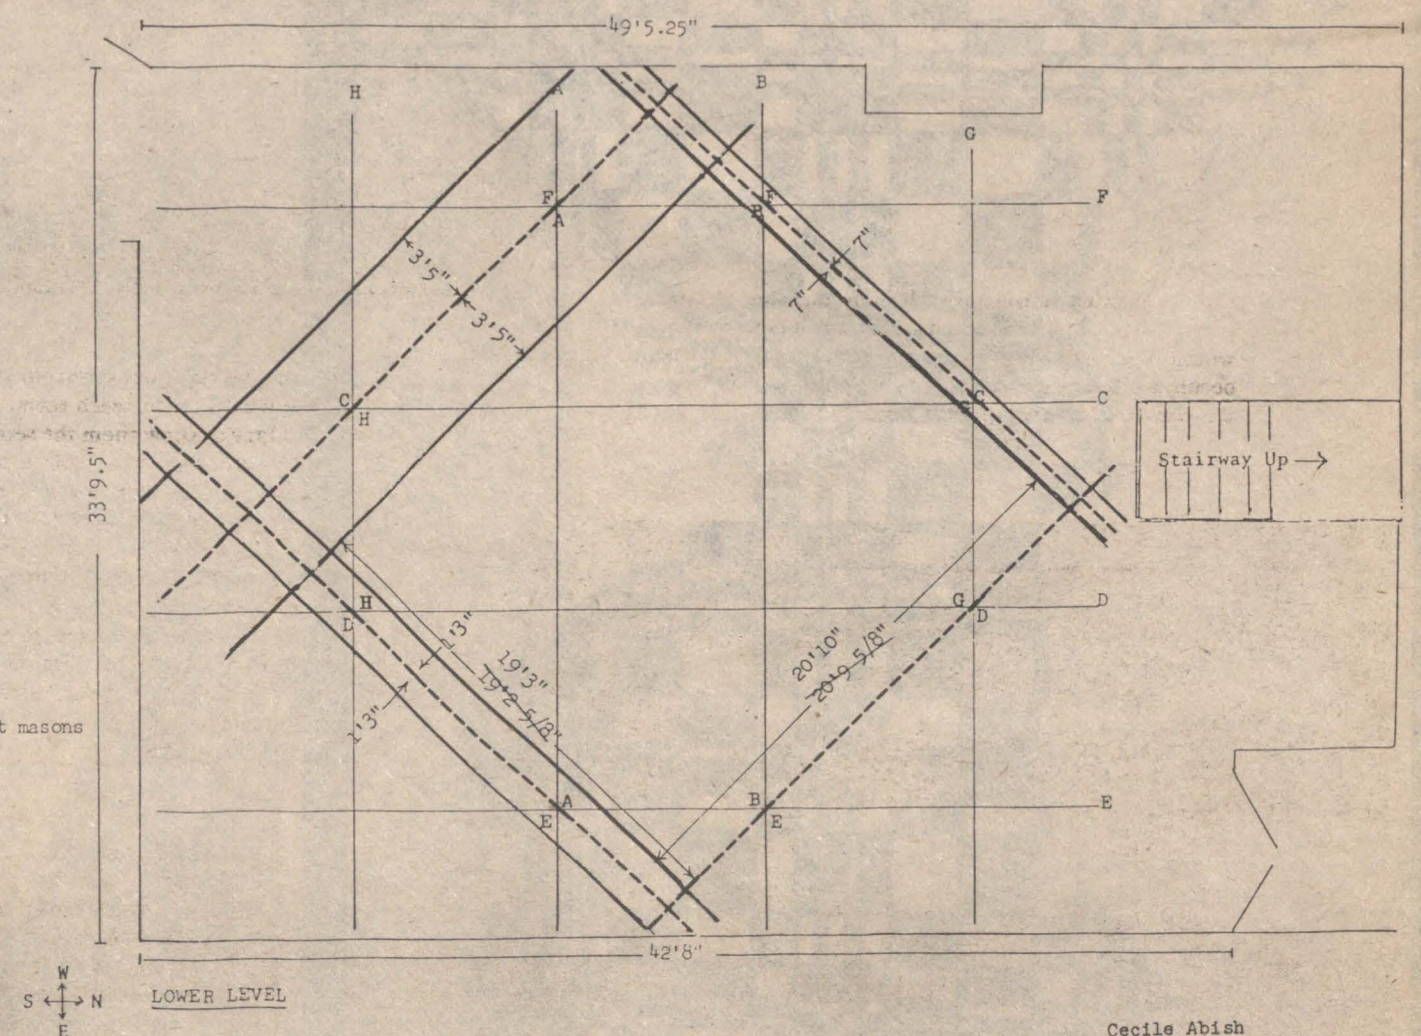 49'5.25"
H
A
B
G
F
A
F
B
F
7"
7"
3'5"
3'5"
C
H
C
G
C
Stairway Up
33'9.5"
H
D
G
D
D
1'3"
19'3"
19'2 5/8"
20'10"
20'9 5/8"
1'3"
t masons
A
E
B
E
E
42'8"
W
S N
E
LOWER LEVEL
Cecile Abish